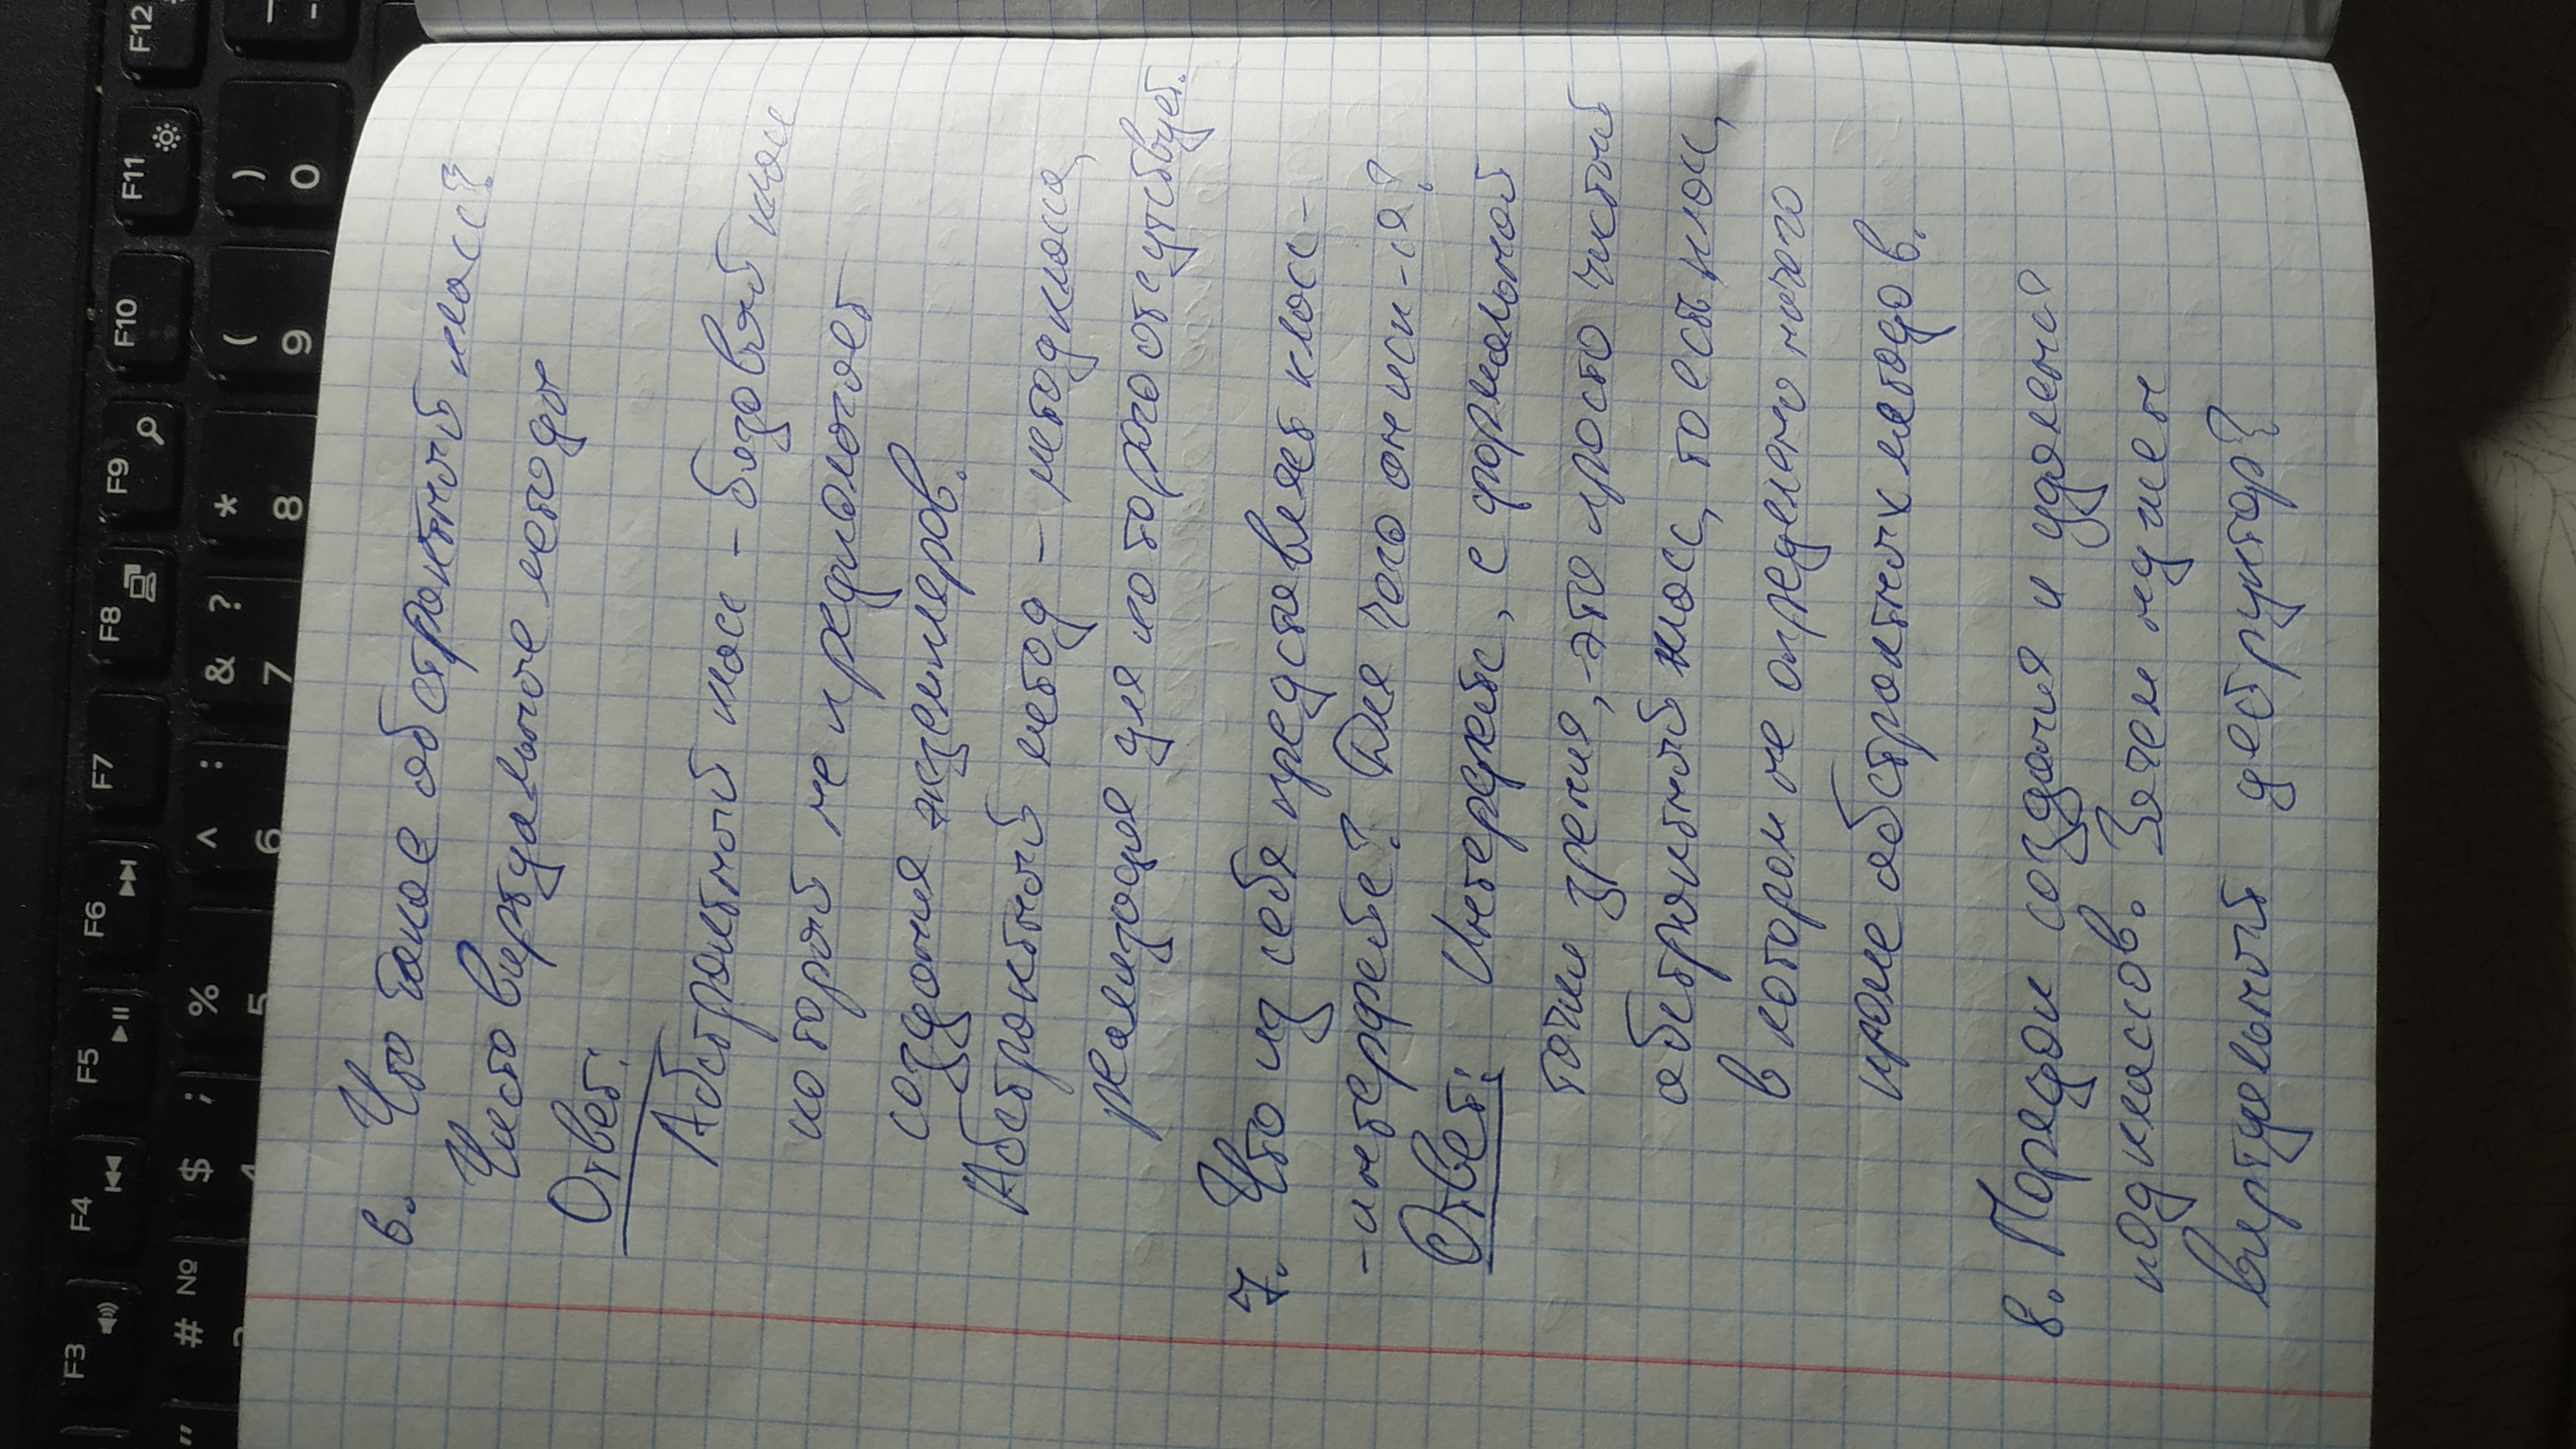 F3 F4 F5 F6 F7 F8 F9 F10 F11 F12
" # № $ ; % ^ : & ? * ( )
5 6 7 8 9 0
6. Что такое абстрактный класс?
Чисто виртуальные методы
Ответ:
Абстрактный класс - базовый класс
который не предполагает
создания экземпляров.
Абстрактный метод - метод класса,
реализация для которого отсутствует.
7. Что из себя представляет класс-
-интерфейс? Для чего он исп-ся?
Ответ: Интерфейс, с формальной
точки зрения, - это просто чистый
абстрактный класс, то есть класс,
в котором не определено ничего
кроме абстрактных методов.
8. Порядок создания и удаления
подклассов. Зачем нужен
виртуальный деструктор?